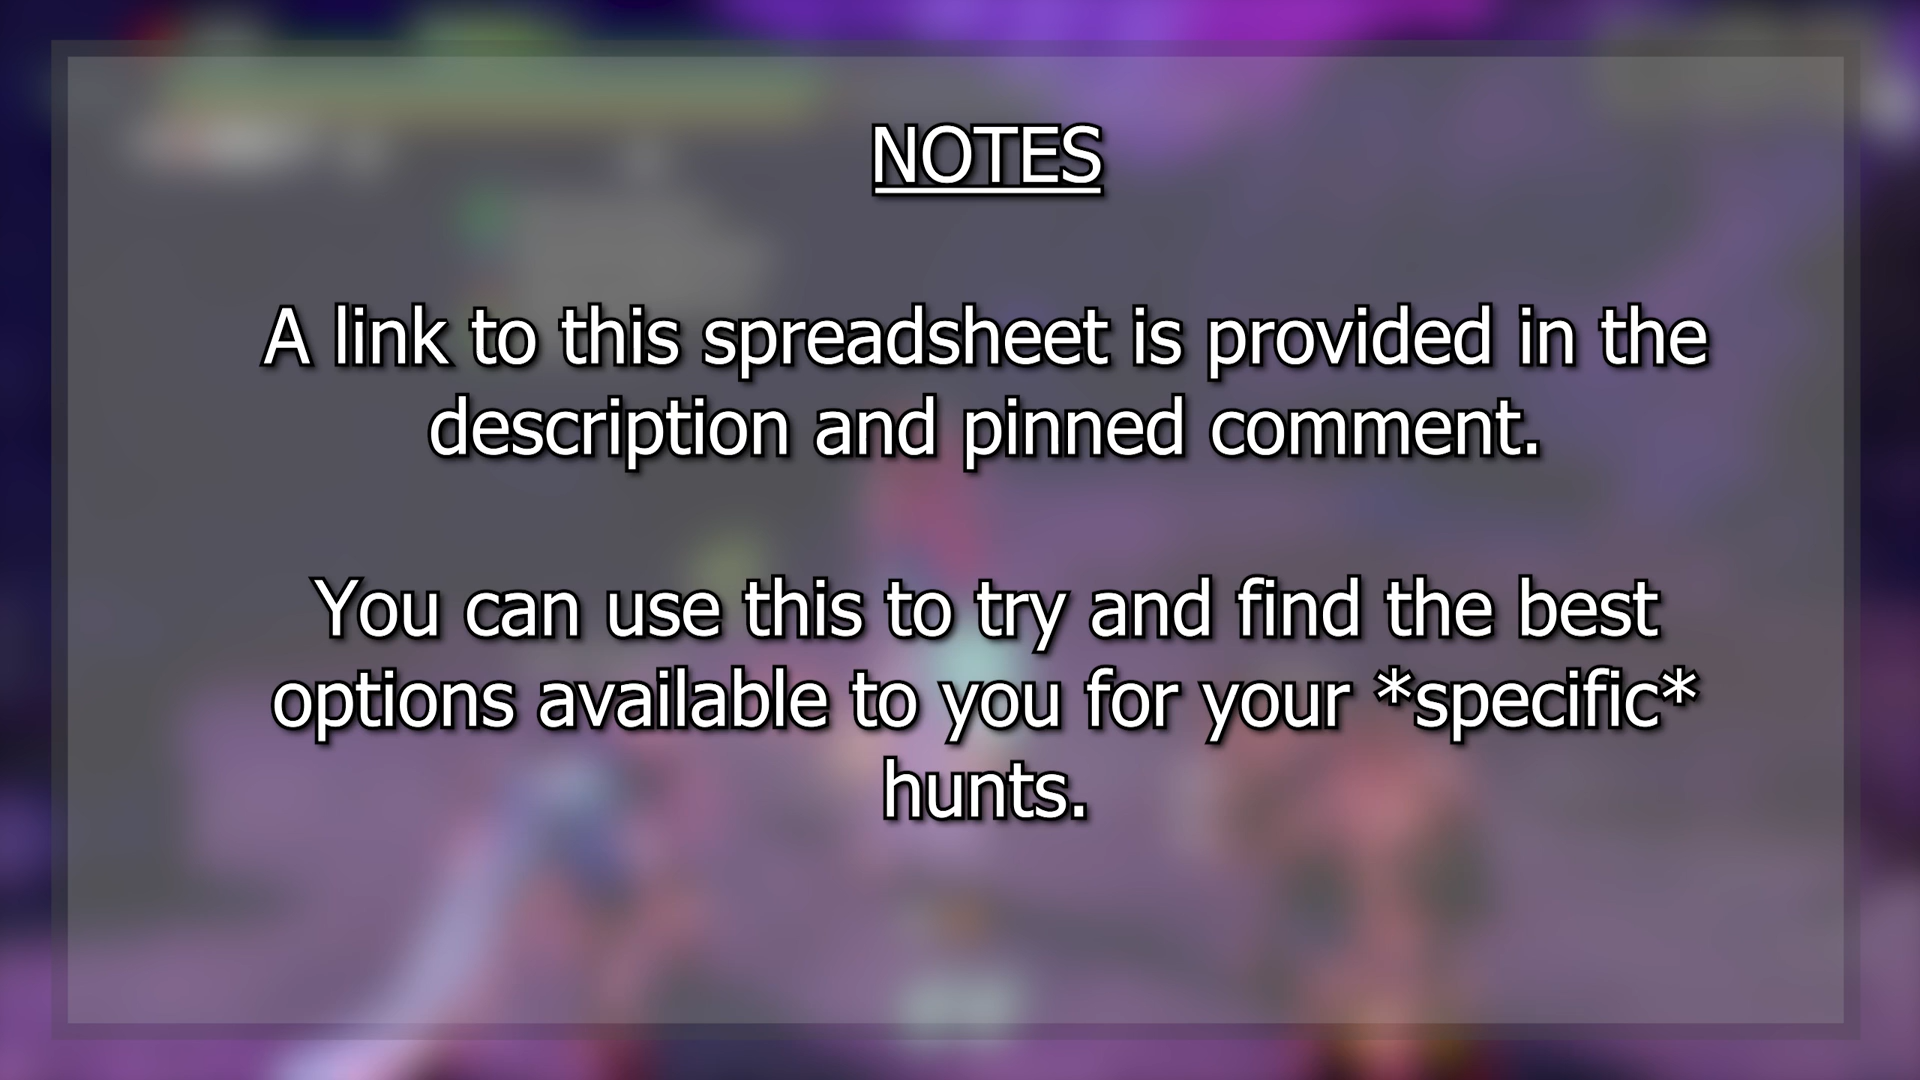 NOTES
A link to this spreadsheet is provided in the
description and pinned comment.
You can use this to try and find the best
options available to you for your *specific*
hunts.